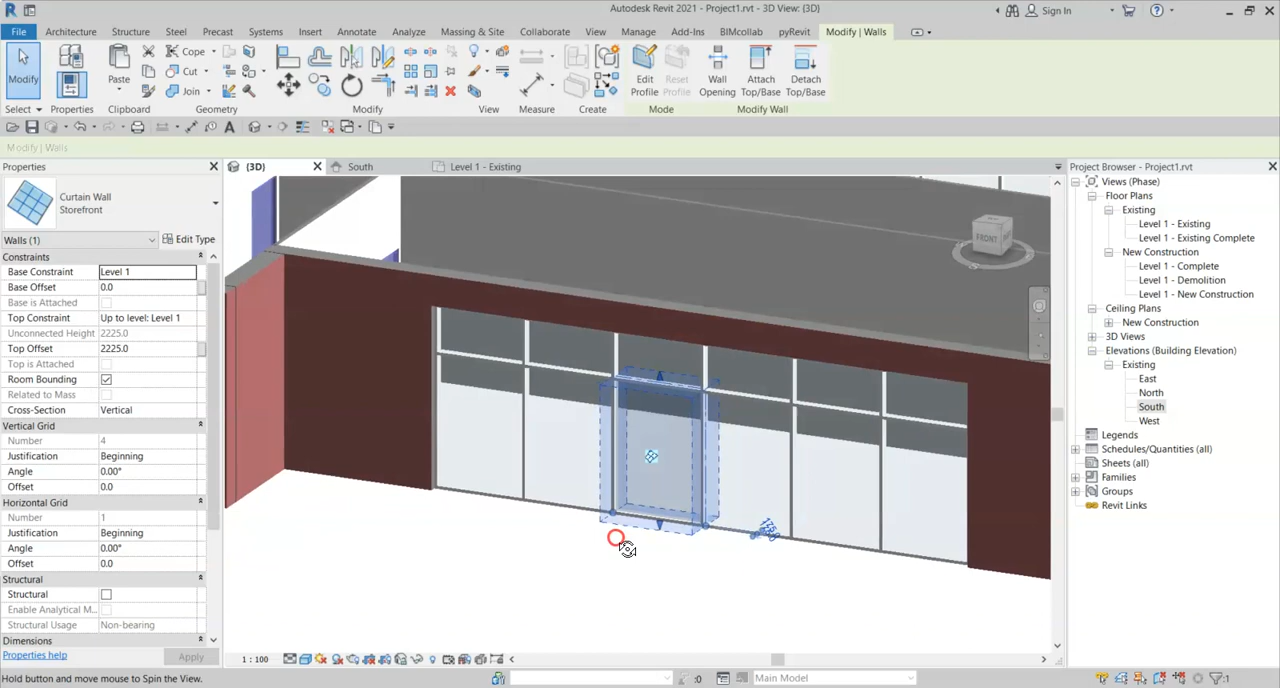 Autodesk Revit 2021 - Project1.rvt - 3D View: {3D}
Sign In
File Architecture Structure Steel Precast Systems Insert Annotate Analyze Massing & Site Collaborate View Manage Add-Ins BIMcollab pyRevit Modify | Walls
Modify
Paste
Cope
Cut
Join
Edit Profile
Reset Profile
Wall Opening
Attach Top/Base
Detach Top/Base
Select Properties Clipboard Geometry Modify View Measure Create Mode Modify Wall
Modify | Walls
Properties
(3D) South Level 1 - Existing
Project Browser - Project1.rvt
Curtain Wall
Storefront
Walls (1) Edit Type
Constraints
Base Constraint Level 1
Base Offset 0.0
Base is Attached
Top Constraint Up to level: Level 1
Unconnected Height 2225.0
Top Offset 2225.0
Top is Attached
Room Bounding
Related to Mass
Cross-Section Vertical
Vertical Grid
Number 4
Justification Beginning
Angle 0.00°
Offset 0.0
Horizontal Grid
Number 1
Justification Beginning
Angle 0.00°
Offset 0.0
Structural
Structural
Enable Analytical M...
Structural Usage Non-bearing
Dimensions
Properties help Apply
FRONT
Views (Phase)
Floor Plans
Existing
Level 1 - Existing
Level 1 - Existing Complete
New Construction
Level 1 - Complete
Level 1 - Demolition
Level 1 - New Construction
Ceiling Plans
New Construction
3D Views
Elevations (Building Elevation)
Existing
East
North
South
West
Legends
Schedules/Quantities (all)
Sheets (all)
Families
Groups
Revit Links
1 : 100
Hold button and move mouse to Spin the View.
:0
Main Model
:1